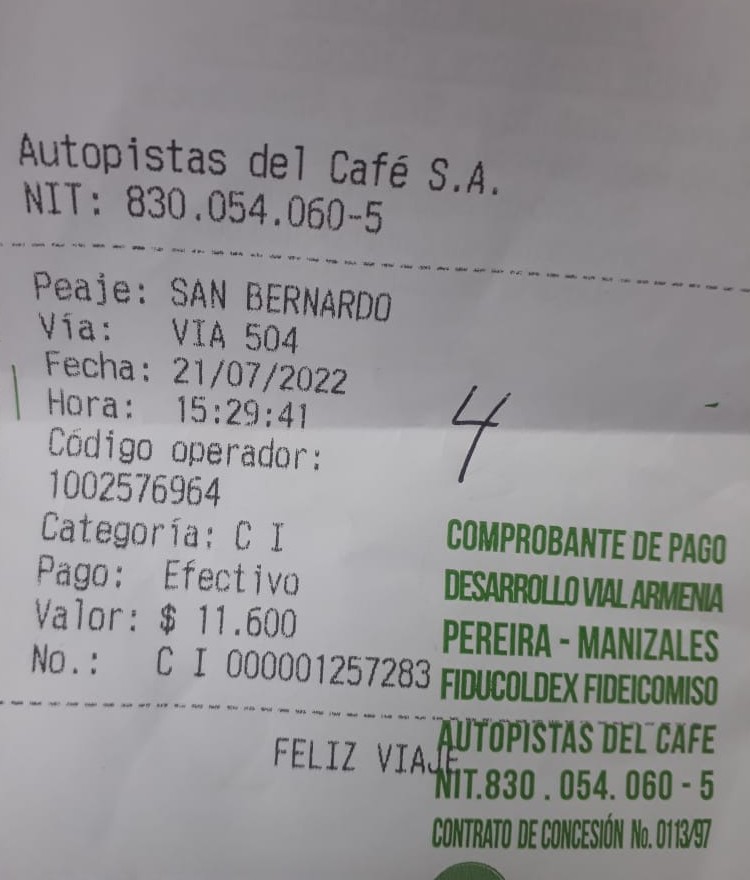 Autopistas del Café S.A.
NIT: 830.054.060-5
Peaje: SAN BERNARDO
Vía: VIA 504
Fecha: 21/07/2022
Hora: 15:29:41
Código operador:
1002576964
Categoría: C I
Pago: Efectivo
Valor: $ 11.600
No.: C I 000001257283
FELIZ VIAJE
4
COMPROBANTE DE PAGO
DESARROLLO VIAL ARMENIA
PEREIRA - MANIZALES
FIDUCOLDEX FIDEICOMISO
AUTOPISTAS DEL CAFE
NIT.830 . 054. 060 - 5
CONTRATO DE CONCESIÓN No. 0113/97